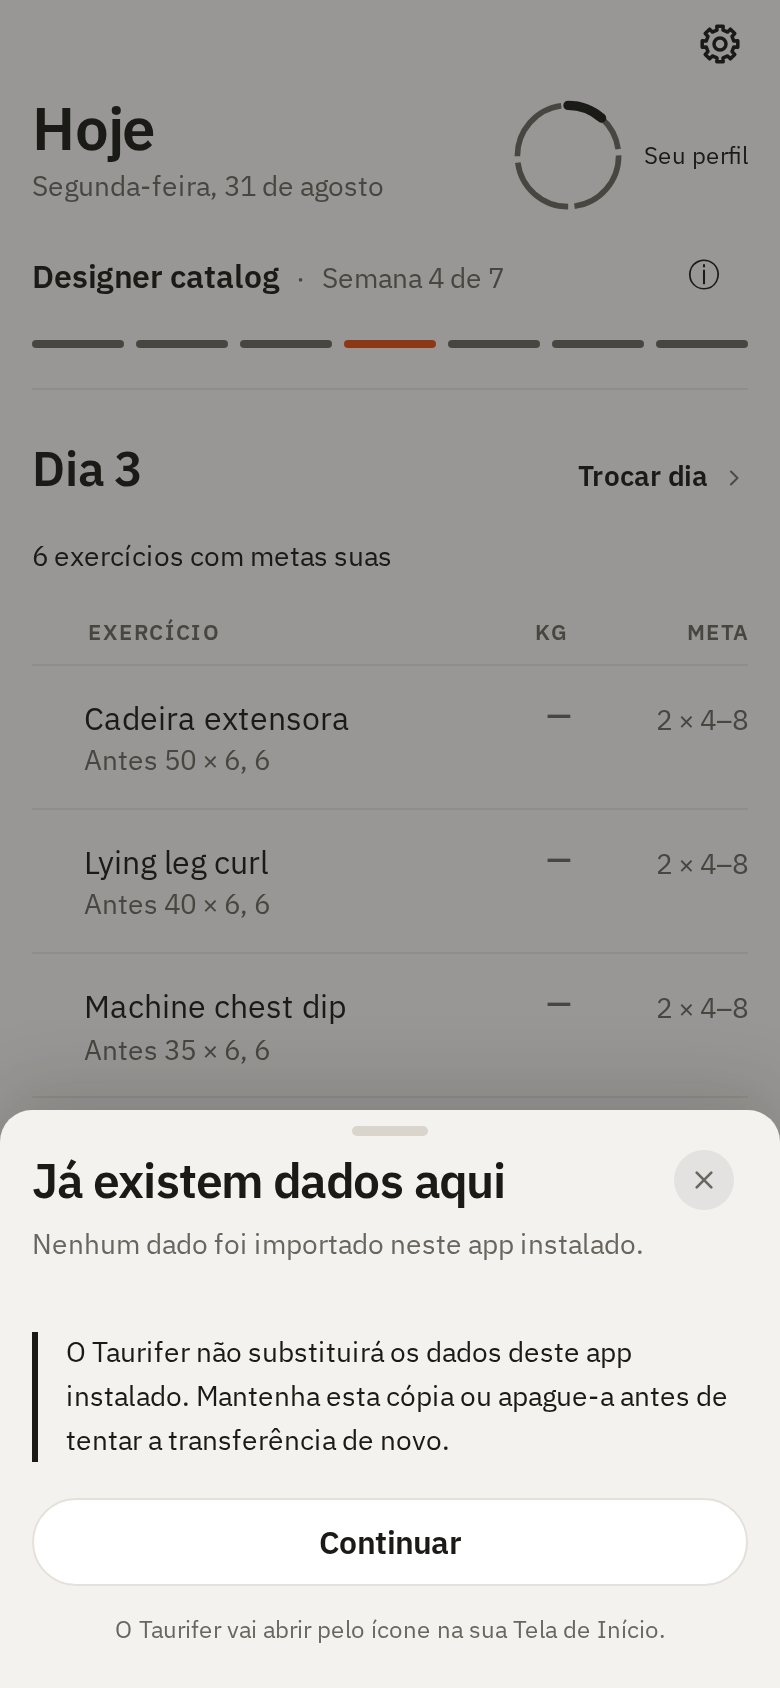 Hoje
Segunda-feira, 31 de agosto
Seu perfil
Designer catalog · Semana 4 de 7
Dia 3
Trocar dia
6 exercícios com metas suas
EXERCÍCIO KG META
Cadeira extensora — 2 × 4–8
Antes 50 × 6, 6
Lying leg curl — 2 × 4–8
Antes 40 × 6, 6
Machine chest dip — 2 × 4–8
Antes 35 × 6, 6
Já existem dados aqui
Nenhum dado foi importado neste app instalado.
O Taurifer não substituirá os dados deste app
instalado. Mantenha esta cópia ou apague-a antes de
tentar a transferência de novo.
Continuar
O Taurifer vai abrir pelo ícone na sua Tela de Início.